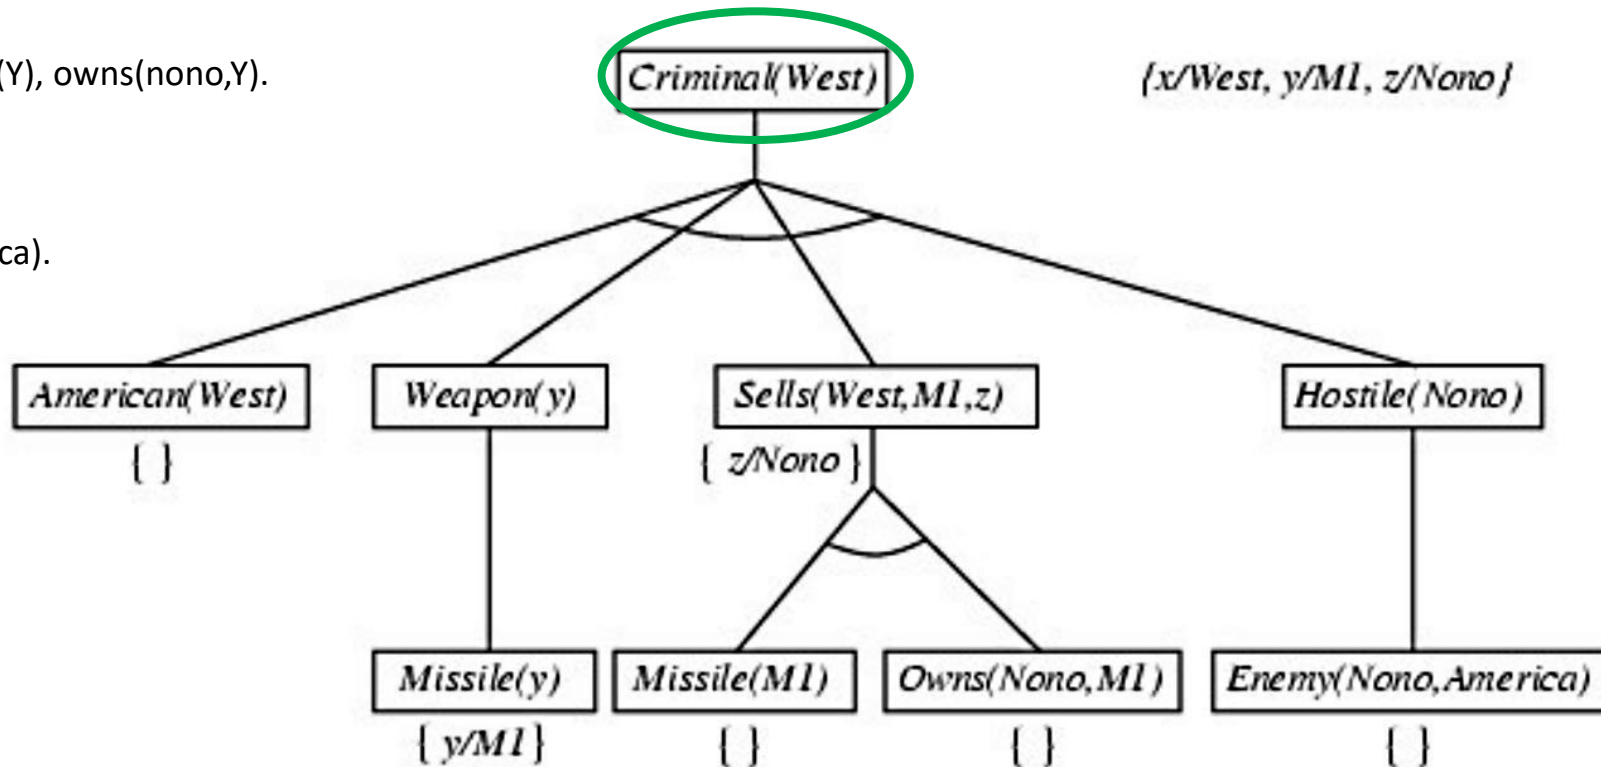 (Y), owns(nono,Y).
Criminal(West)
{x/West, y/M1, z/Nono}
ca).
American(West)
Weapon(y)
Sells(West,M1,z)
Hostile(Nono)
{ }
{ z/Nono }
Missile(y)
Missile(M1)
Owns(Nono,M1)
Enemy(Nono,America)
{ y/M1 }
{ }
{ }
{ }